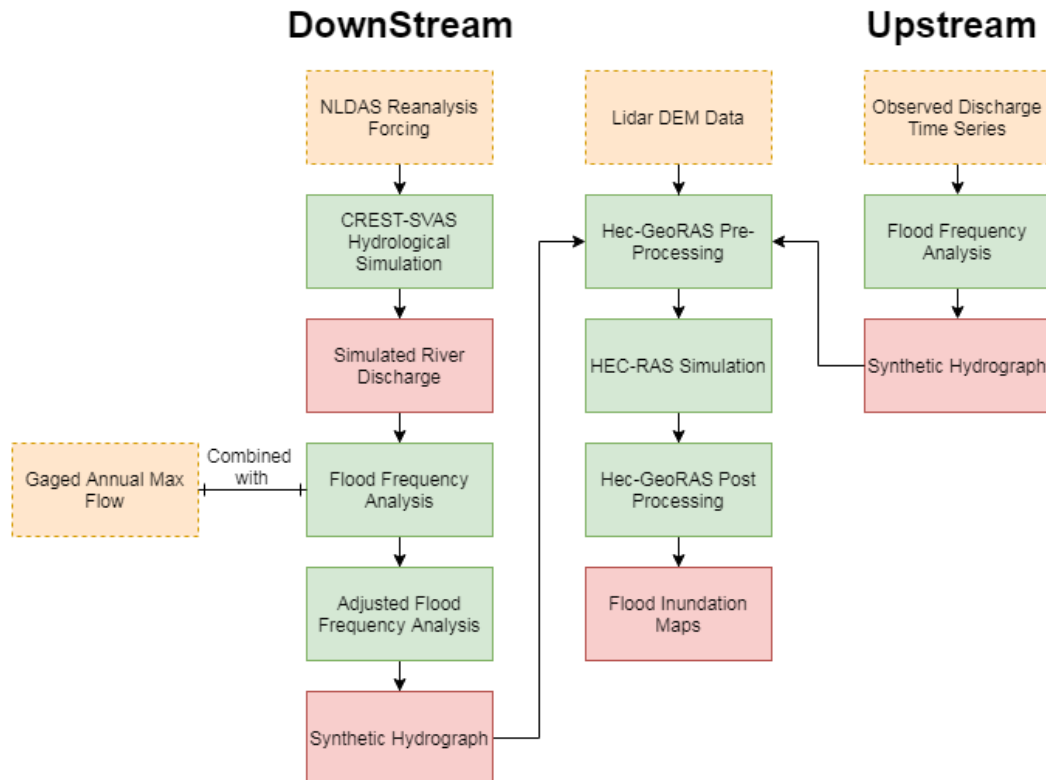 DownStream
Upstream
NLDAS Reanalysis
Forcing
Lidar DEM Data
Observed Discharge
Time Series
CREST-SVAS
Hydrological
Simulation
Hec-GeoRAS Pre-
Processing
Flood Frequency
Analysis
Simulated River
Discharge
HEC-RAS Simulation
Synthetic Hydrograph
Gaged Annual Max
Flow
Combined
with
Flood Frequency
Analysis
Hec-GeoRAS Post
Processing
Adjusted Flood
Frequency Analysis
Flood Inundation
Maps
Synthetic Hydrograph